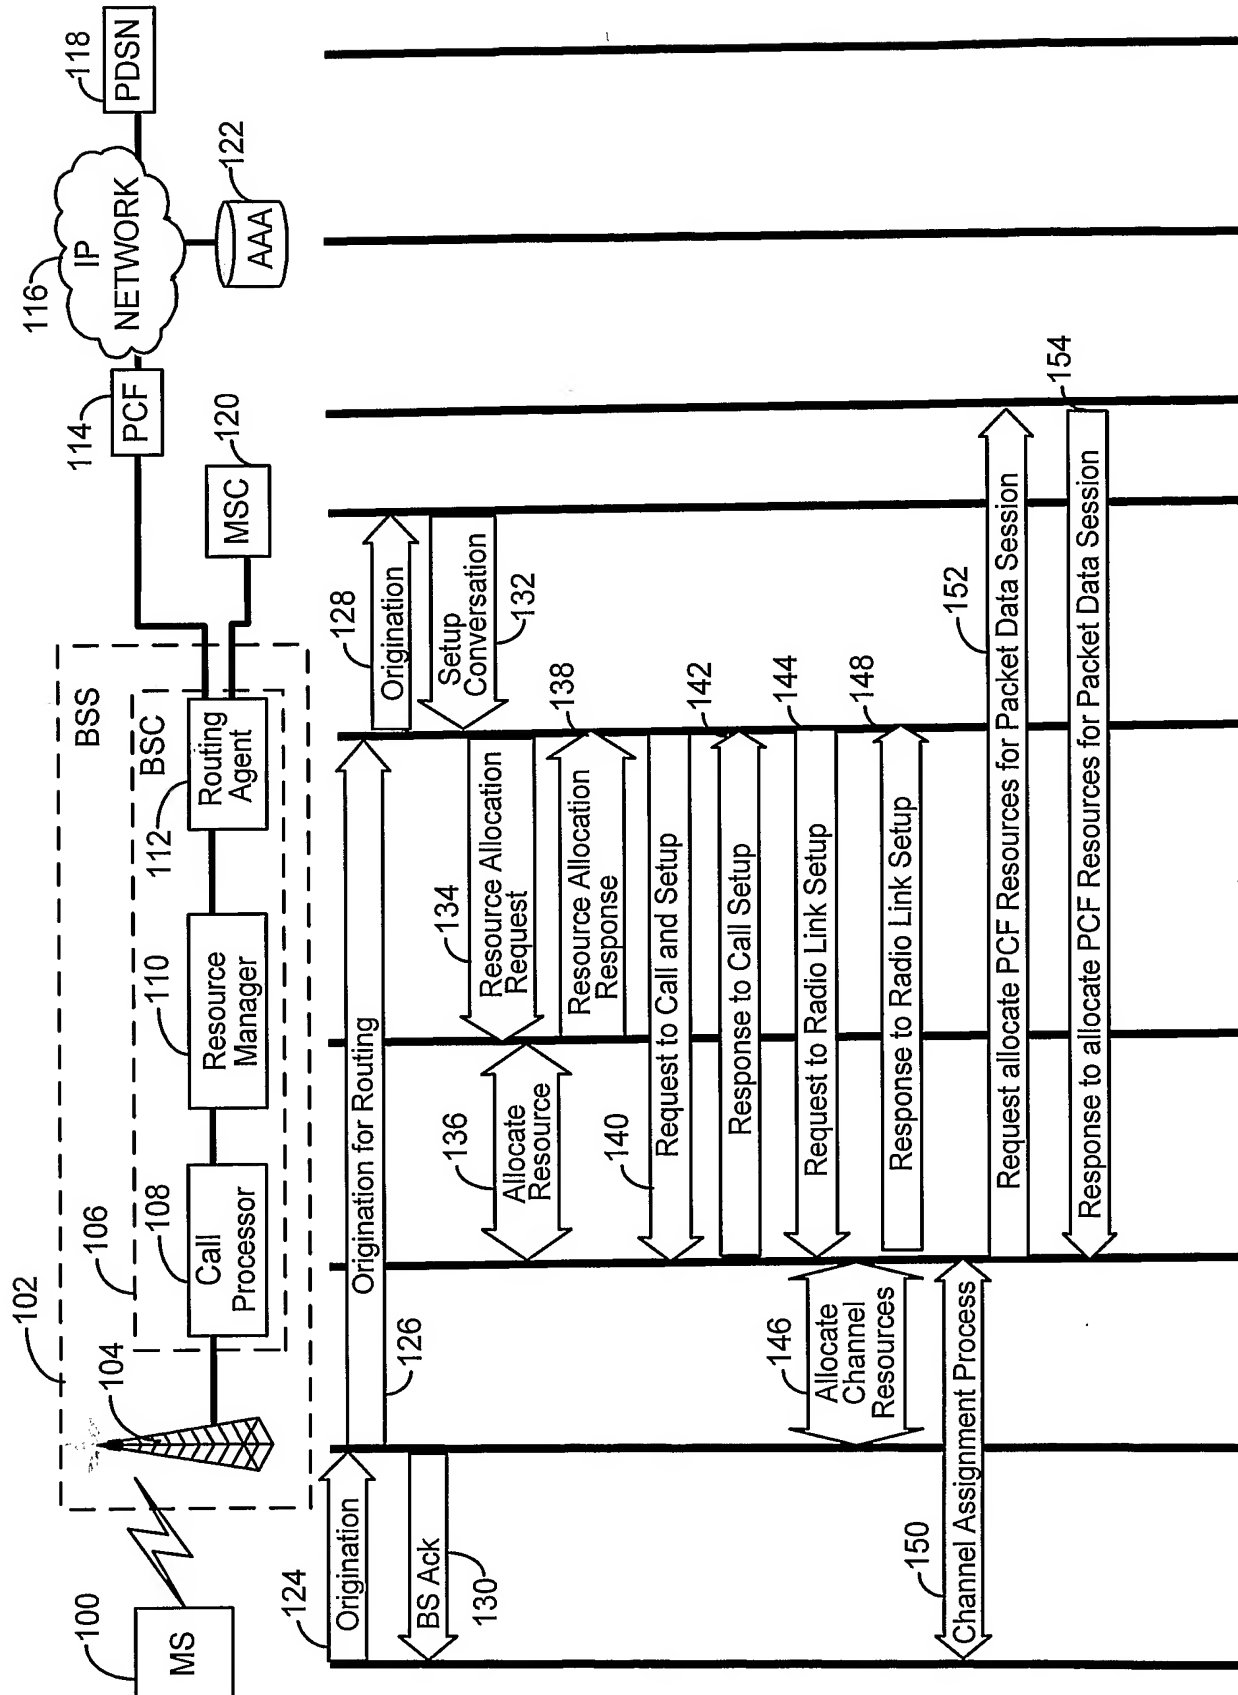 100
MS
102
104
106
108
Call
Processor
110
Resource
Manager
112
Routing
Agent
BSC
BSS
114
PCF
120
MSC
116
IP
NETWORK
118
PDSN
122
AAA
124
Origination
Origination for Routing
126
128
Origination
BS Ack
130
Setup
Conversation
132
134
Resource Allocation
Request
136
Allocate
Resource
138
Resource Allocation
Response
140
Request to Call and Setup
142
Response to Call Setup
144
Request to Radio Link Setup
146
Allocate
Channel
Resources
148
Response to Radio Link Setup
150
Channel Assignment Process
152
Request allocate PCF Resources for Packet Data Session
154
Response to allocate PCF Resources for Packet Data Session